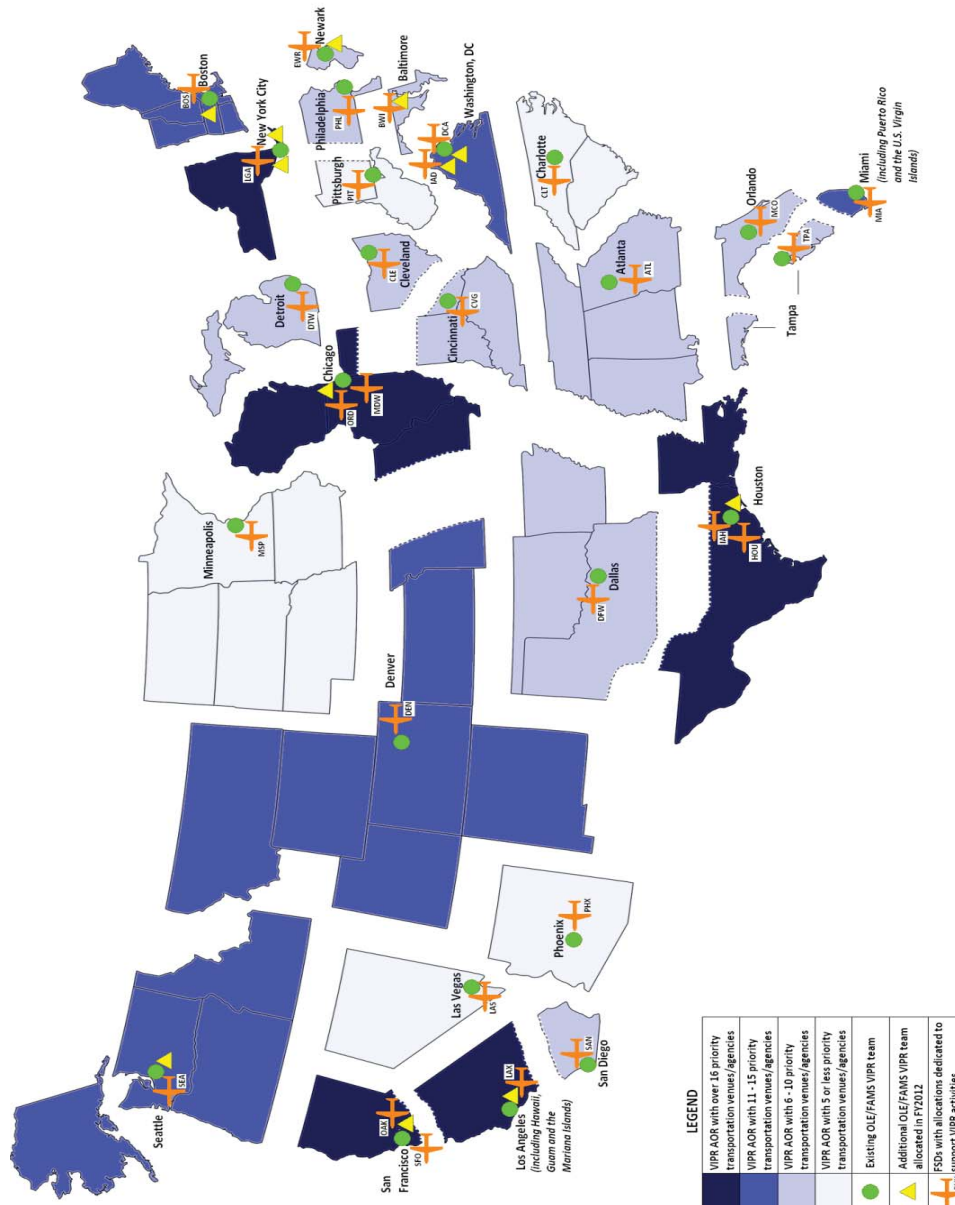 Seattle
SEA
San
Francisco
OAK
SFO
Los Angeles
(including Hawaii,
Guam and the
Mariana Islands)
LAX
Las Vegas
LAS
San Diego
SAN
Phoenix
PHX
Denver
DEN
Minneapolis
MSP
Dallas
DFW
Houston
IAH
HOU
Chicago
ORD
MDW
Detroit
DTW
Cleveland
CLE
Cincinnati
CVG
Atlanta
ATL
Tampa
TPA
Orlando
MCO
Miami
(including Puerto Rico
and the U.S. Virgin
Islands)
MIA
Charlotte
CLT
Washington, DC
IAD
DCA
Baltimore
BWI
Pittsburgh
PIT
Philadelphia
PHL
Newark
EWR
New York City
LGA
Boston
BOS
LEGEND
VIPR AOR with over 16 priority
transportation venues/agencies
VIPR AOR with 11 - 15 priority
transportation venues/agencies
VIPR AOR with 6 - 10 priority
transportation venues/agencies
VIPR AOR with 5 or less priority
transportation venues/agencies
Existing OLE/FAMS VIPR team
Additional OLE/FAMS VIPR team
allocated in FY2012
FSDs with allocations dedicated to
support VIPR activities